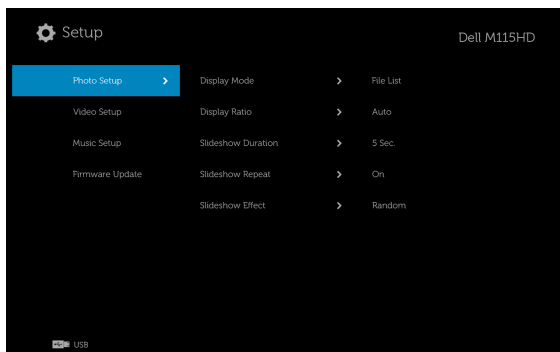 Setup
Dell M115HD
Photo Setup > Display Mode > File List
Video Setup Display Ratio > Auto
Music Setup Slideshow Duration > 5 Sec.
Firmware Update Slideshow Repeat > On
Slideshow Effect > Random
USB